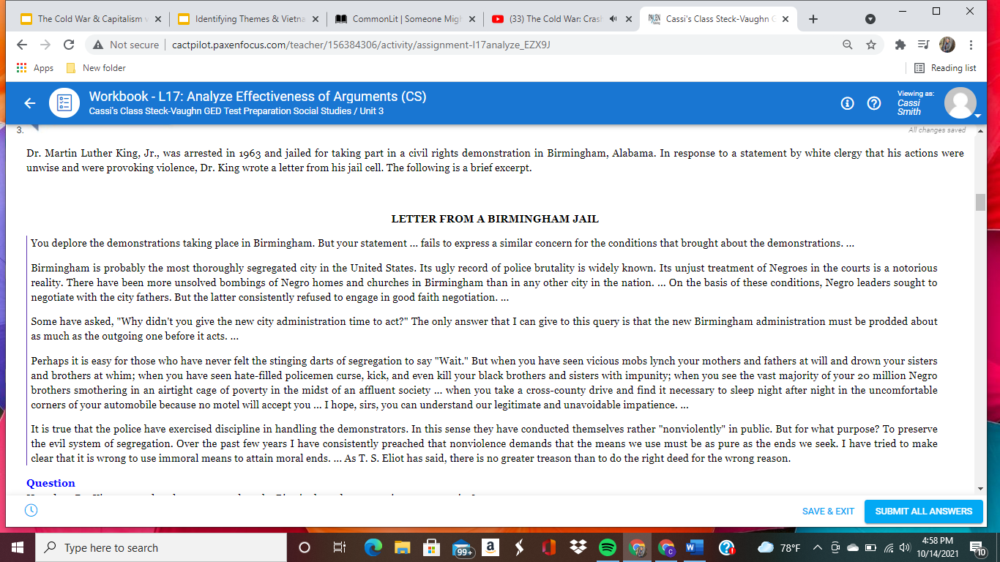 The Cold War & Capitalism v
Identifying Themes & Vietna
CommonLit | Someone Migh
(33) The Cold War: Crash
PAXEN
Cassi's Class Steck-Vaughn G
Not secure | cactpilot.paxenfocus.com/teacher/156384306/activity/assignment-l17analyze_EZX9J
Apps New folder Reading list
Workbook - L17: Analyze Effectiveness of Arguments (CS)
Cassi's Class Steck-Vaughn GED Test Preparation Social Studies / Unit 3
Viewing as:
Cassi
Smith
3.
All changes saved
Dr. Martin Luther King, Jr., was arrested in 1963 and jailed for taking part in a civil rights demonstration in Birmingham, Alabama. In response to a statement by white clergy that his actions were
unwise and were provoking violence, Dr. King wrote a letter from his jail cell. The following is a brief excerpt.
LETTER FROM A BIRMINGHAM JAIL
You deplore the demonstrations taking place in Birmingham. But your statement ... fails to express a similar concern for the conditions that brought about the demonstrations. ...
Birmingham is probably the most thoroughly segregated city in the United States. Its ugly record of police brutality is widely known. Its unjust treatment of Negroes in the courts is a notorious
reality. There have been more unsolved bombings of Negro homes and churches in Birmingham than in any other city in the nation. ... On the basis of these conditions, Negro leaders sought to
negotiate with the city fathers. But the latter consistently refused to engage in good faith negotiation. ...
Some have asked, "Why didn't you give the new city administration time to act?" The only answer that I can give to this query is that the new Birmingham administration must be prodded about
as much as the outgoing one before it acts. ...
Perhaps it is easy for those who have never felt the stinging darts of segregation to say "Wait." But when you have seen vicious mobs lynch your mothers and fathers at will and drown your sisters
and brothers at whim; when you have seen hate-filled policemen curse, kick, and even kill your black brothers and sisters with impunity; when you see the vast majority of your 20 million Negro
brothers smothering in an airtight cage of poverty in the midst of an affluent society ... when you take a cross-county drive and find it necessary to sleep night after night in the uncomfortable
corners of your automobile because no motel will accept you ... I hope, sirs, you can understand our legitimate and unavoidable impatience. ...
It is true that the police have exercised discipline in handling the demonstrators. In this sense they have conducted themselves rather "nonviolently" in public. But for what purpose? To preserve
the evil system of segregation. Over the past few years I have consistently preached that nonviolence demands that the means we use must be as pure as the ends we seek. I have tried to make
clear that it is wrong to use immoral means to attain moral ends. ... As T. S. Eliot has said, there is no greater treason than to do the right deed for the wrong reason.
Question
SAVE & EXIT
SUBMIT ALL ANSWERS
Type here to search
99+
78°F
4:58 PM
10/14/2021
10